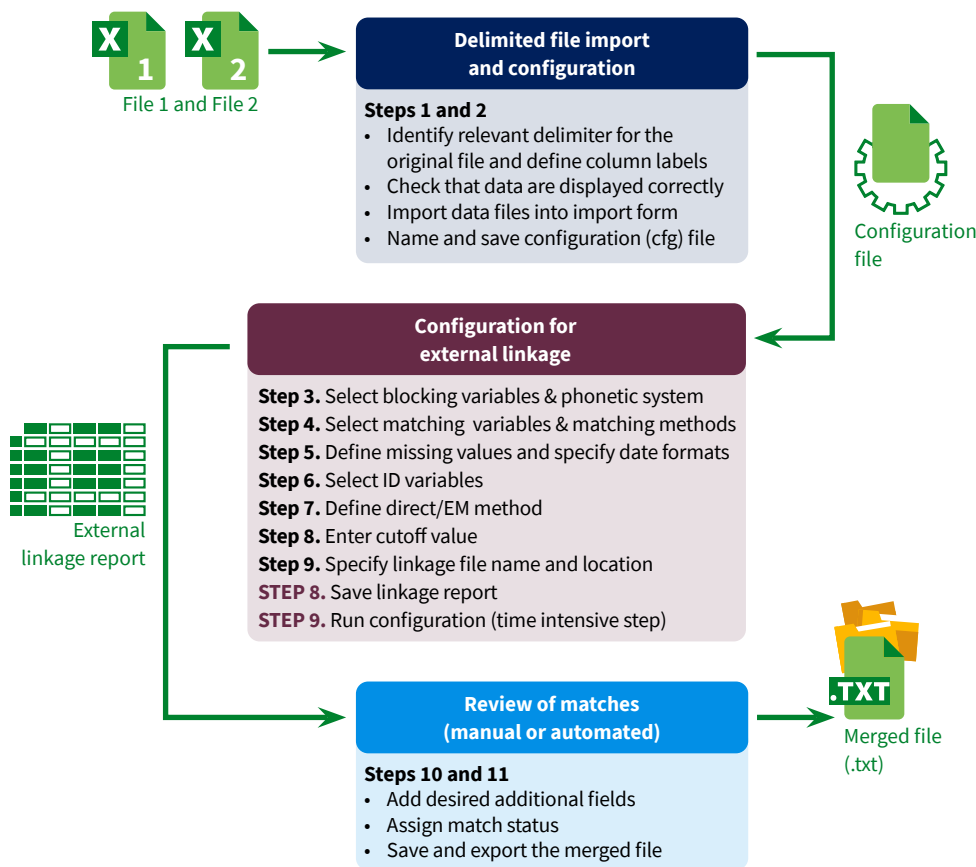 X
1
X
2
File 1 and File 2
Delimited file import
and configuration
Steps 1 and 2
• Identify relevant delimiter for the
original file and define column labels
• Check that data are displayed correctly
• Import data files into import form
• Name and save configuration (cfg) file
Configuration
file
Configuration for
external linkage
Step 3. Select blocking variables & phonetic system
Step 4. Select matching variables & matching methods
Step 5. Define missing values and specify date formats
Step 6. Select ID variables
Step 7. Define direct/EM method
Step 8. Enter cutoff value
Step 9. Specify linkage file name and location
STEP 8. Save linkage report
STEP 9. Run configuration (time intensive step)
External
linkage report
Review of matches
(manual or automated)
Steps 10 and 11
• Add desired additional fields
• Assign match status
• Save and export the merged file
.TXT
Merged file
(.txt)